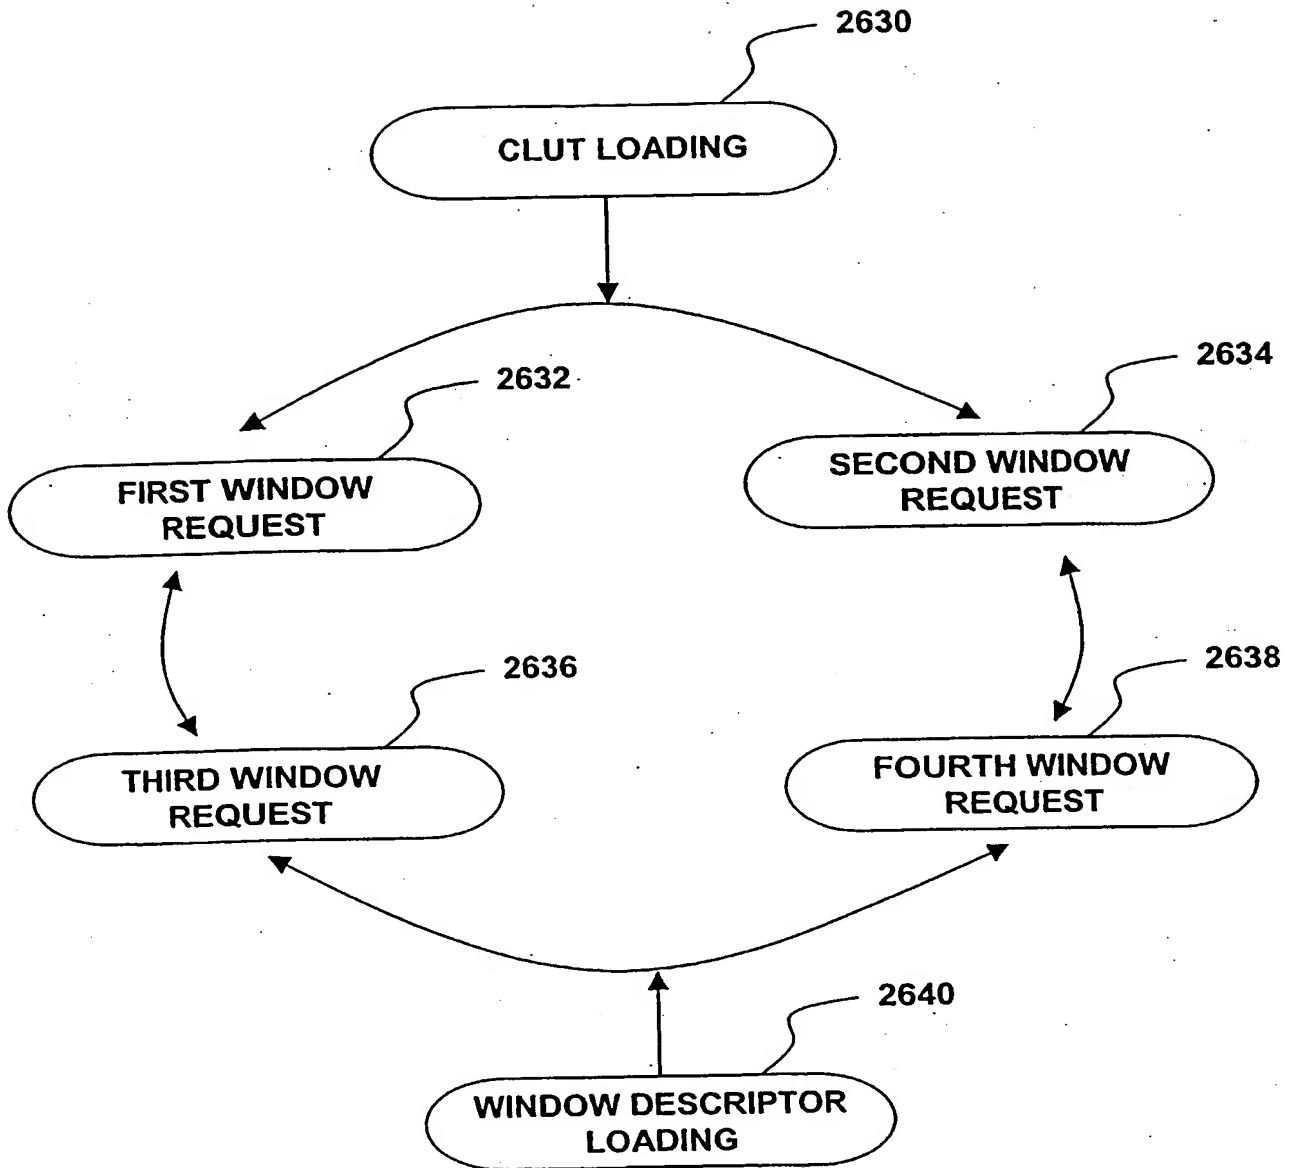 2630
CLUT LOADING
2632
2634
FIRST WINDOW
REQUEST
SECOND WINDOW
REQUEST
2636
2638
THIRD WINDOW
REQUEST
FOURTH WINDOW
REQUEST
2640
WINDOW DESCRIPTOR
LOADING